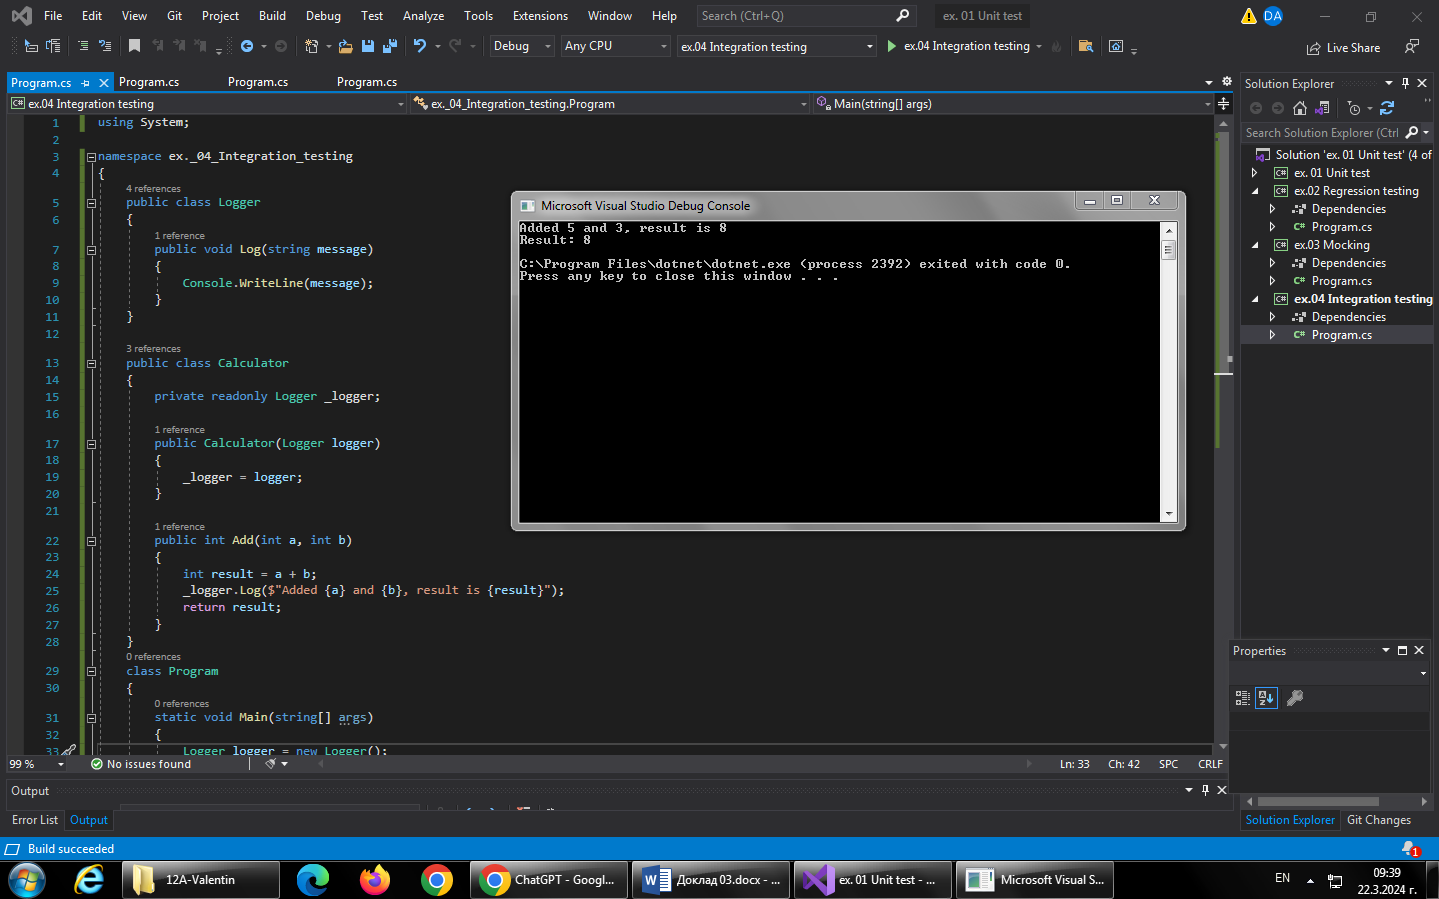 File Edit View Git Project Build Debug Test Analyze Tools Extensions Window Help Search (Ctrl+Q) ex. 01 Unit test DA
Debug Any CPU ex.04 Integration testing ex.04 Integration testing Live Share
Program.cs Program.cs Program.cs Program.cs
ex.04 Integration testing ex._04_Integration_testing.Program Main(string[] args)
1 using System;
2
3 namespace ex._04_Integration_testing
4 {
4 references
5 public class Logger
6 {
1 reference
7 public void Log(string message)
8 {
9 Console.WriteLine(message);
10 }
11 }
12
3 references
13 public class Calculator
14 {
15 private readonly Logger _logger;
16
1 reference
17 public Calculator(Logger logger)
18 {
19 _logger = logger;
20 }
21
1 reference
22 public int Add(int a, int b)
23 {
24 int result = a + b;
25 _logger.Log($"Added {a} and {b}, result is {result}");
26 return result;
27 }
28 }
0 references
29 class Program
30 {
0 references
31 static void Main(string[] args)
32 {
33 Logger logger = new Logger();
Microsoft Visual Studio Debug Console
Added 5 and 3, result is 8
Result: 8
C:\Program Files\dotnet\dotnet.exe (process 2392) exited with code 0.
Press any key to close this window . . .
Solution Explorer
Search Solution Explorer (Ctrl
Solution 'ex. 01 Unit test' (4 of
ex. 01 Unit test
ex.02 Regression testing
Dependencies
Program.cs
ex.03 Mocking
Dependencies
Program.cs
ex.04 Integration testing
Dependencies
Program.cs
Properties
99 % No issues found Ln: 33 Ch: 42 SPC CRLF
Output
Error List Output
Solution Explorer Git Changes
Build succeeded 1
12A-Valentin ChatGPT - Googl... Доклад 03.docx - ... ex. 01 Unit test - ... Microsoft Visual S... EN 09:39
22.3.2024 г.